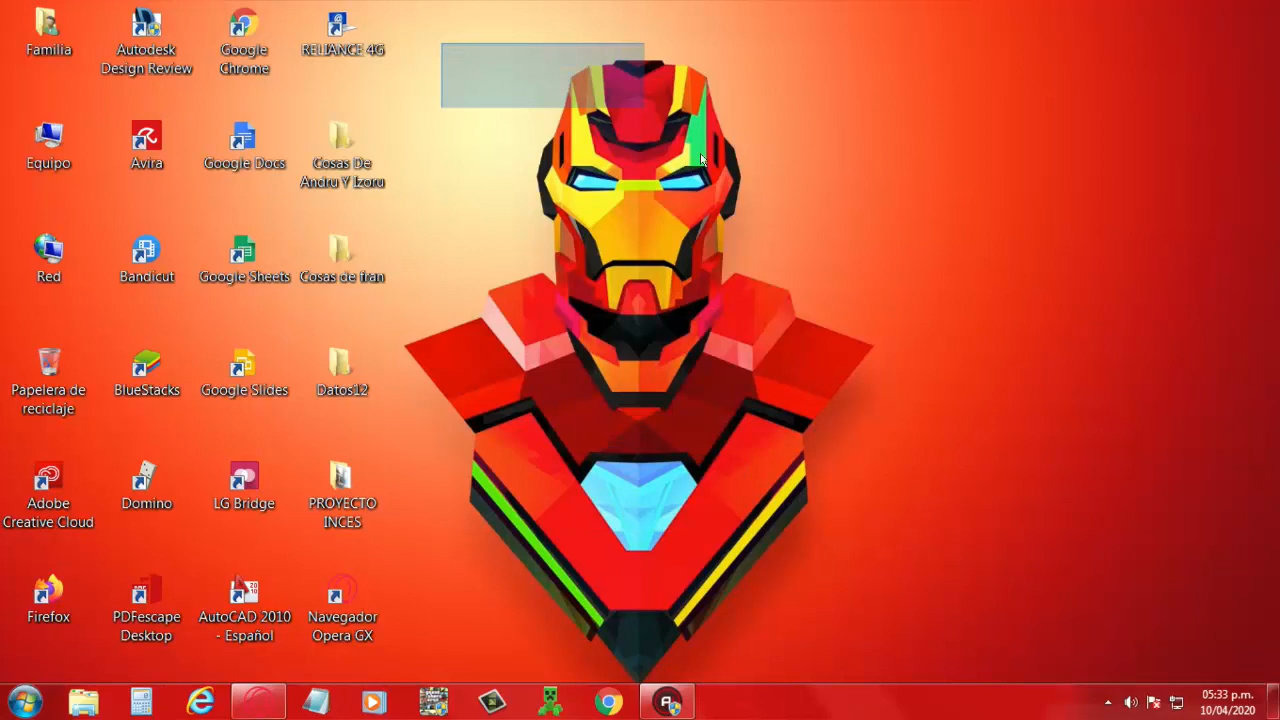 Familia
Autodesk
Design Review
Google
Chrome
RELIANCE 4G
Equipo
Avira
Google Docs
Cosas De
Andru Y Izoru
Red
Bandicut
Google Sheets
Cosas de fran
Papelera de
reciclaje
BlueStacks
Google Slides
Datos12
Adobe
Creative Cloud
Domino
LG Bridge
PROYECTO
INCES
Firefox
PDFescape
Desktop
AutoCAD 2010
- Español
Navegador
Opera GX
05:33 p.m.
10/04/2020